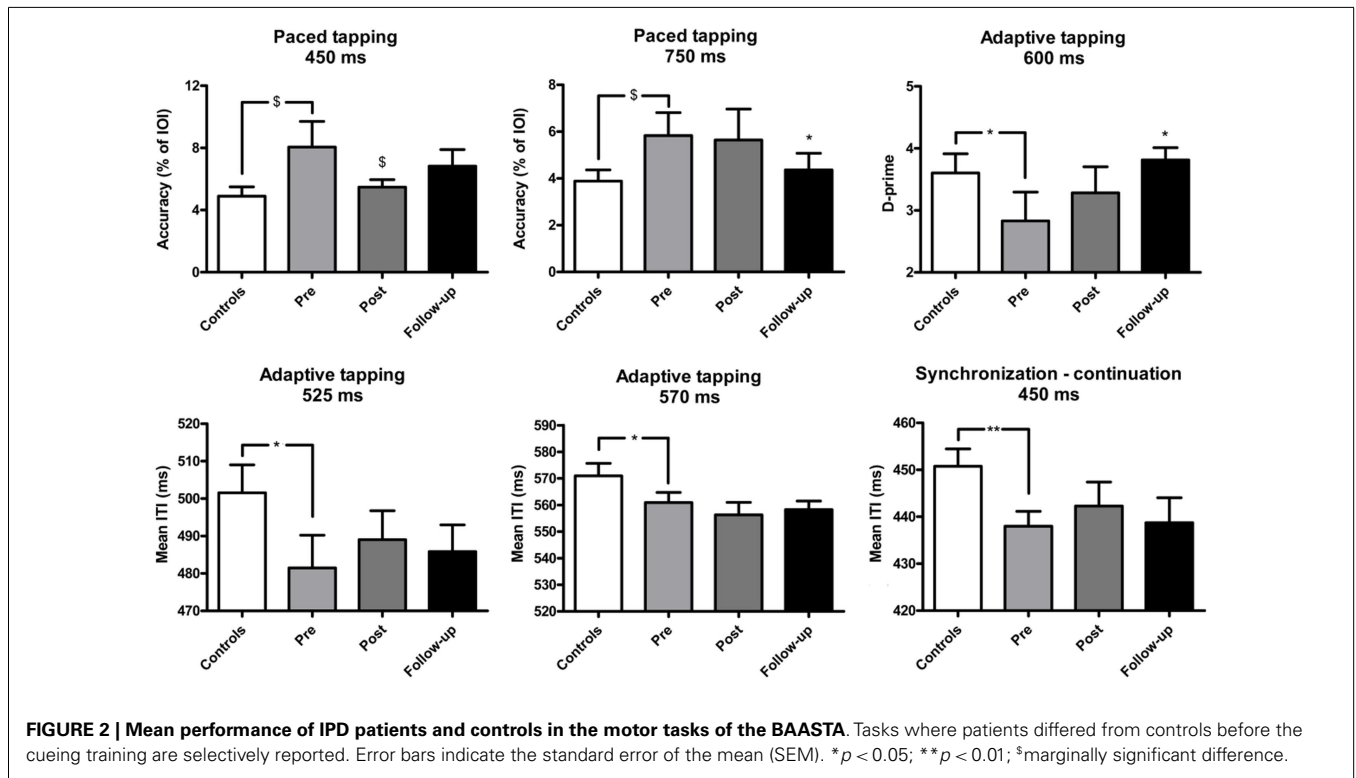 Paced tapping
450 ms
Accuracy (% of IOI)
12
8
4
0
$
$
Controls
Pre
Post
Follow-up
Paced tapping
750 ms
Accuracy (% of IOI)
8
6
4
2
0
$
*
Controls
Pre
Post
Follow-up
Adaptive tapping
600 ms
D-prime
5
4
3
2
*
*
Controls
Pre
Post
Follow-up
Adaptive tapping
525 ms
Mean ITI (ms)
520
510
500
490
480
470
*
Controls
Pre
Post
Follow-up
Adaptive tapping
570 ms
Mean ITI (ms)
590
580
570
560
550
540
530
520
*
Controls
Pre
Post
Follow-up
Synchronization - continuation
450 ms
Mean ITI (ms)
460
450
440
430
420
**
Controls
Pre
Post
Follow-up
FIGURE 2 | Mean performance of IPD patients and controls in the motor tasks of the BAASTA. Tasks where patients differed from controls before the
cueing training are selectively reported. Error bars indicate the standard error of the mean (SEM). *p < 0.05; **p < 0.01; $marginally significant difference.